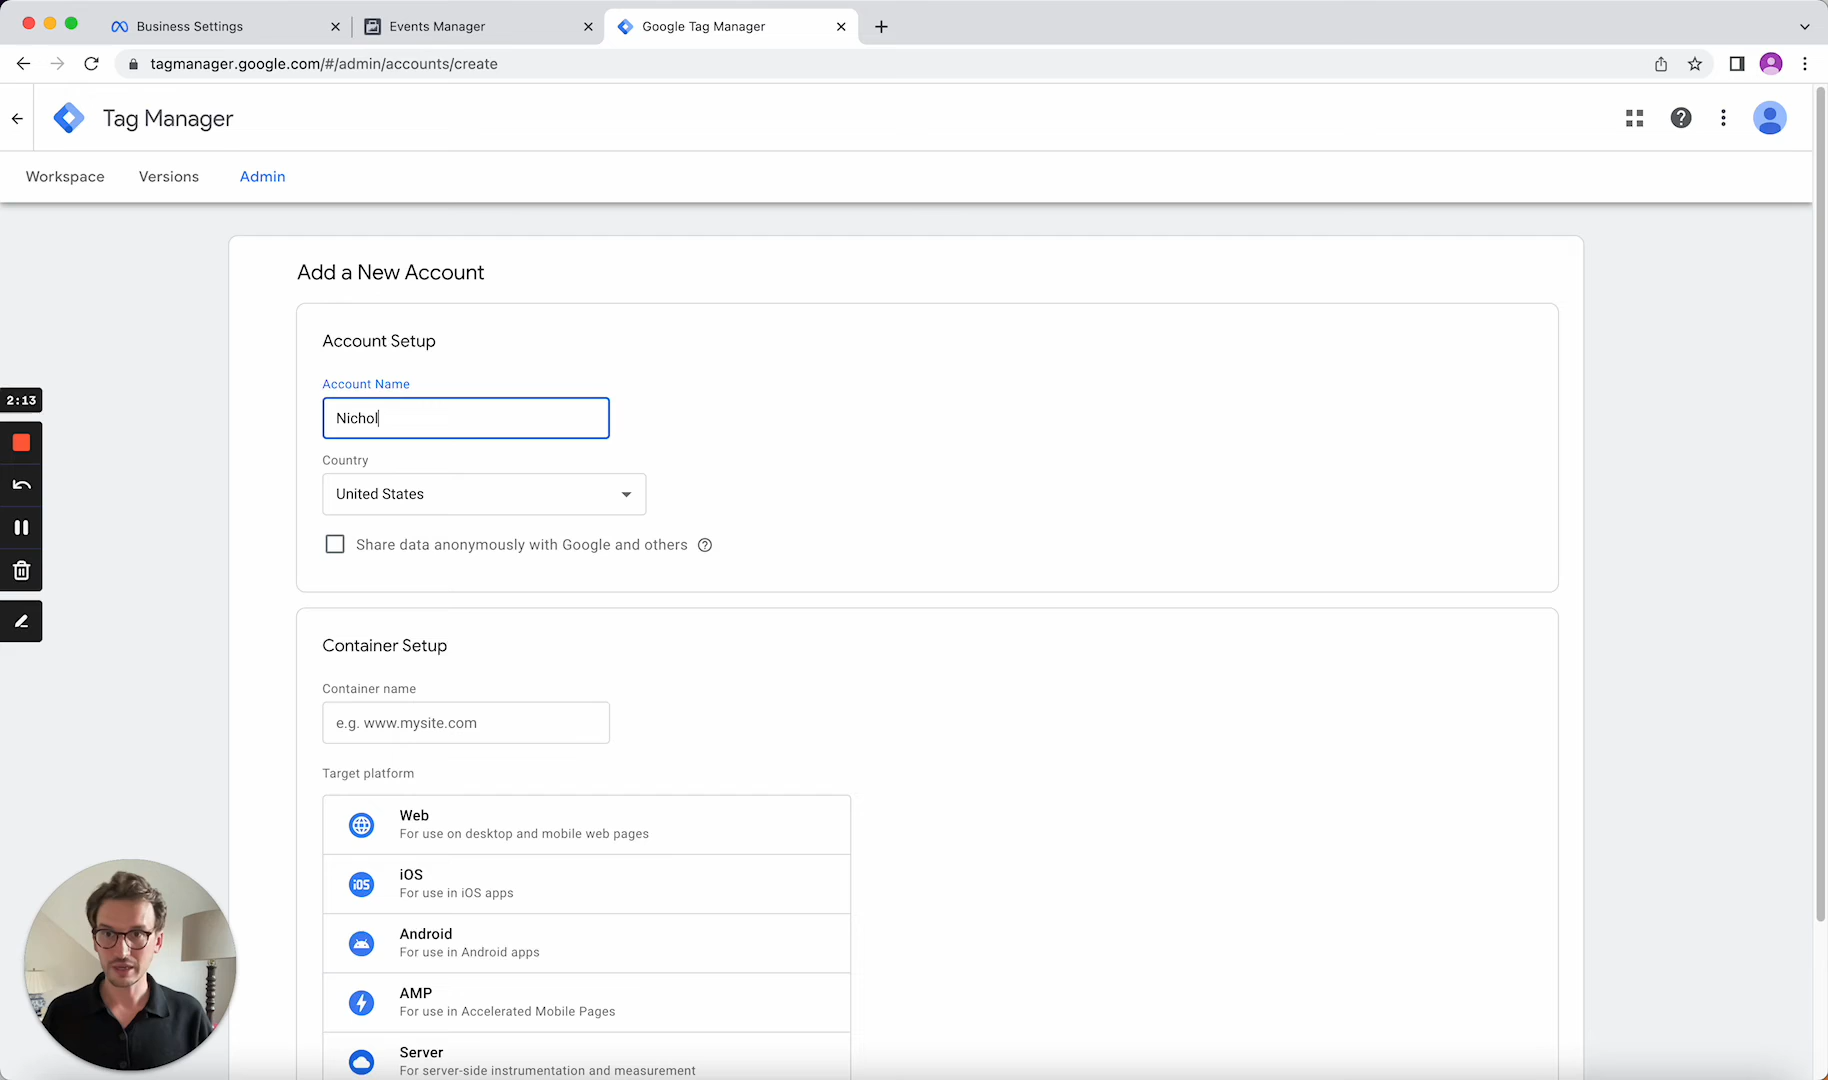 Business Settings
Events Manager
Google Tag Manager
tagmanager.google.com/#/admin/accounts/create
Tag Manager
Workspace
Versions
Admin
Add a New Account
Account Setup
Account Name
Nichol
Country
United States
Share data anonymously with Google and others
2:13
Container Setup
Container name
e.g. www.mysite.com
Target platform
Web
For use on desktop and mobile web pages
iOS
iOS
For use in iOS apps
Android
For use in Android apps
AMP
For use in Accelerated Mobile Pages
Server
For server-side instrumentation and measurement